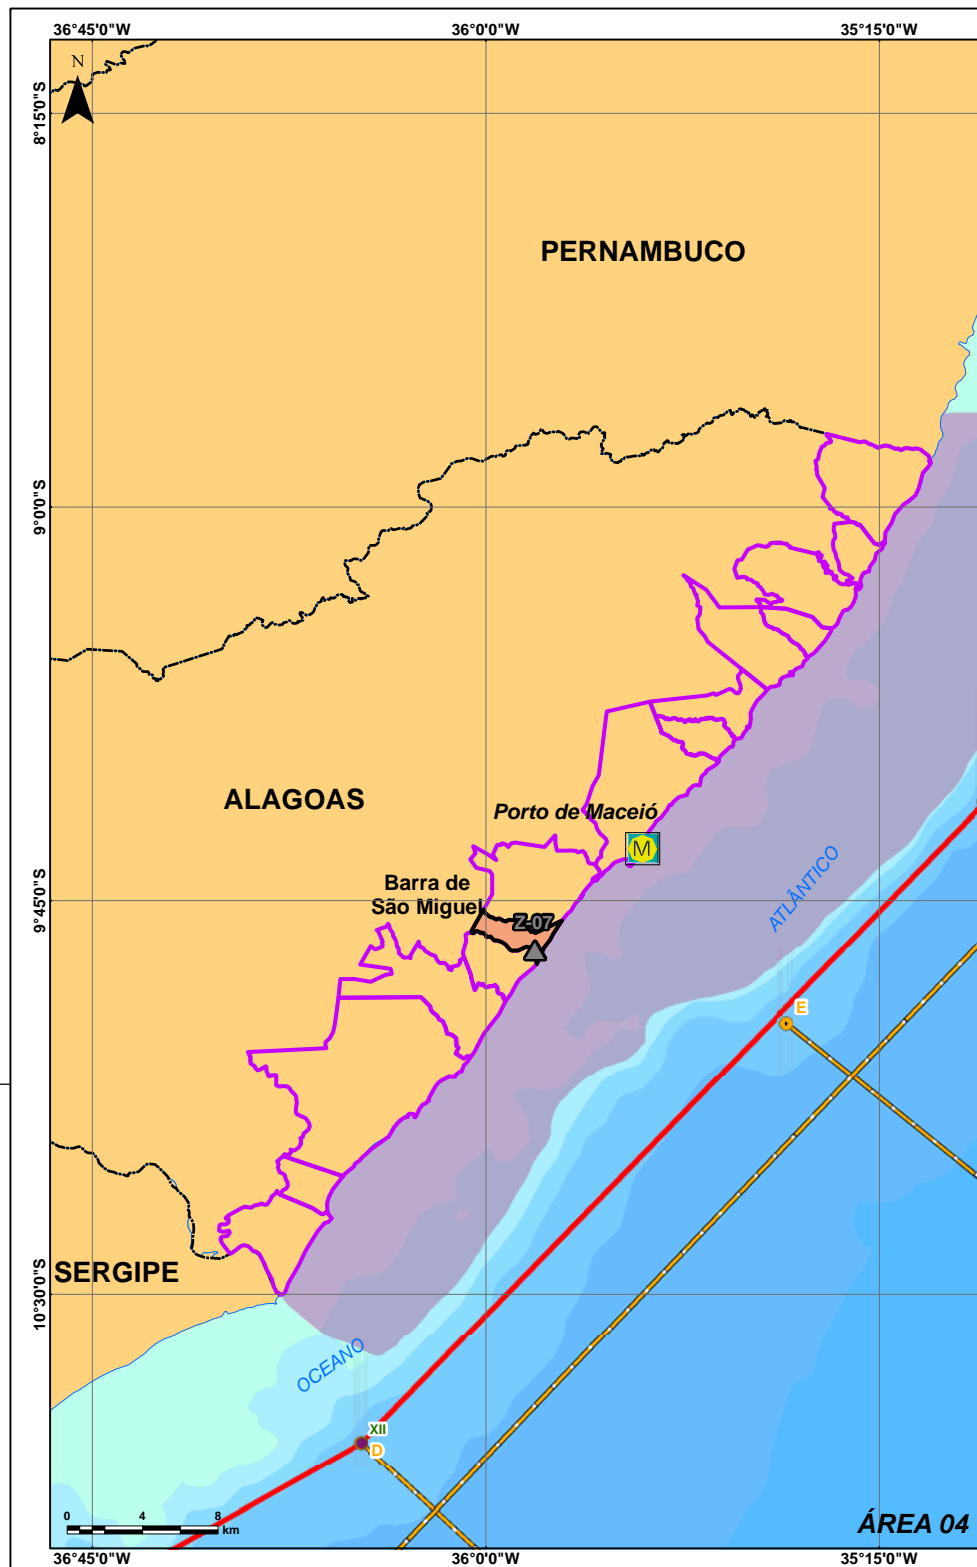 36°45'0"W
36°0'0"W
35°15'0"W
N
8°15'0"S
PERNAMBUCO
9°0'0"S
ALAGOAS
Porto de Maceió
M
Barra de
São Miguel
Z-07
ATLÂNTICO
9°45'0"S
E
SERGIPE
10°30'0"S
OCEANO
XII
D
0 4 8
km
ÁREA 04
36°45'0"W
36°0'0"W
35°15'0"W